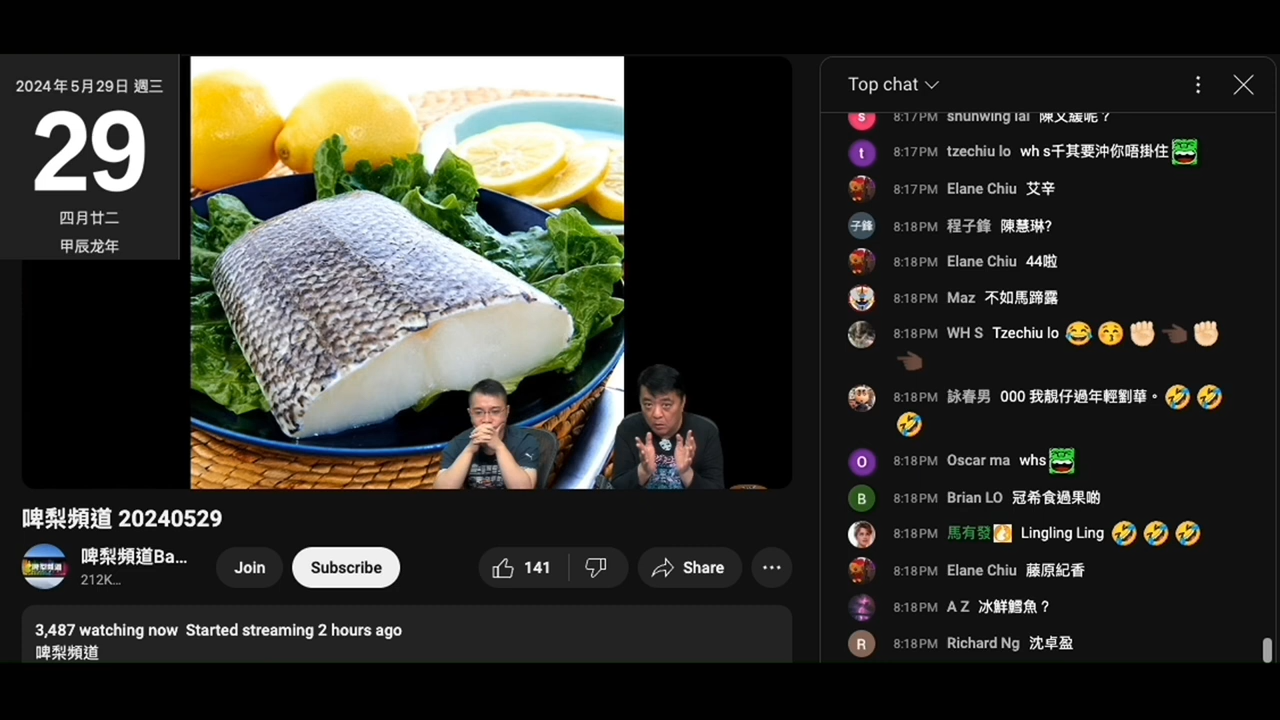 2024年5月29日 週三
29
四月廿二
甲辰龙年
啤梨頻道 20240529
啤梨頻道Ba...
212K...
Join
Subscribe
141
Share
3,487 watching now Started streaming 2 hours ago
啤梨頻道
Top chat
s 8:17PM shunwing lai 陳文緩呢？
t 8:17PM tzechiu lo wh s千其要沖你唔掛住
8:17PM Elane Chiu 艾辛
子鋒 8:18PM 程子鋒 陳慧琳?
8:18PM Elane Chiu 44啦
8:18PM Maz 不如馬蹄露
8:18PM WH S Tzechiu lo 😂😚✊🏻👈🏿✊🏻
👈🏿
8:18PM 詠春男 000 我靚仔過年輕劉華。🤣🤣
🤣
O 8:18PM Oscar ma whs
B 8:18PM Brian LO 冠希食過果啲
8:18PM 馬有發 Lingling Ling 🤣🤣🤣
8:18PM Elane Chiu 藤原紀香
8:18PM A Z 冰鮮鱈魚？
R 8:18PM Richard Ng 沈卓盈